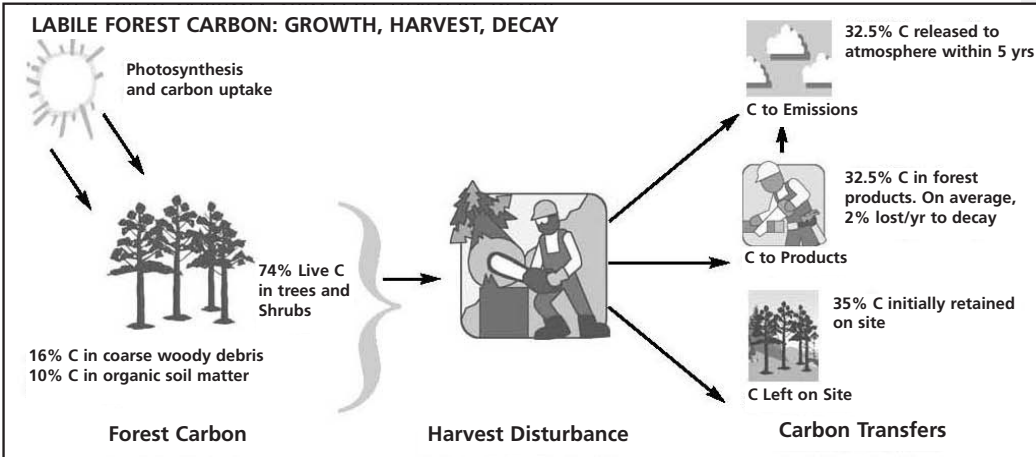 LABILE FOREST CARBON: GROWTH, HARVEST, DECAY
Photosynthesis
and carbon uptake
74% Live C
in trees and
Shrubs
16% C in coarse woody debris
10% C in organic soil matter
Forest Carbon
Harvest Disturbance
32.5% C released to
atmosphere within 5 yrs
C to Emissions
32.5% C in forest
products. On average,
2% lost/yr to decay
C to Products
35% C initially retained
on site
C Left on Site
Carbon Transfers